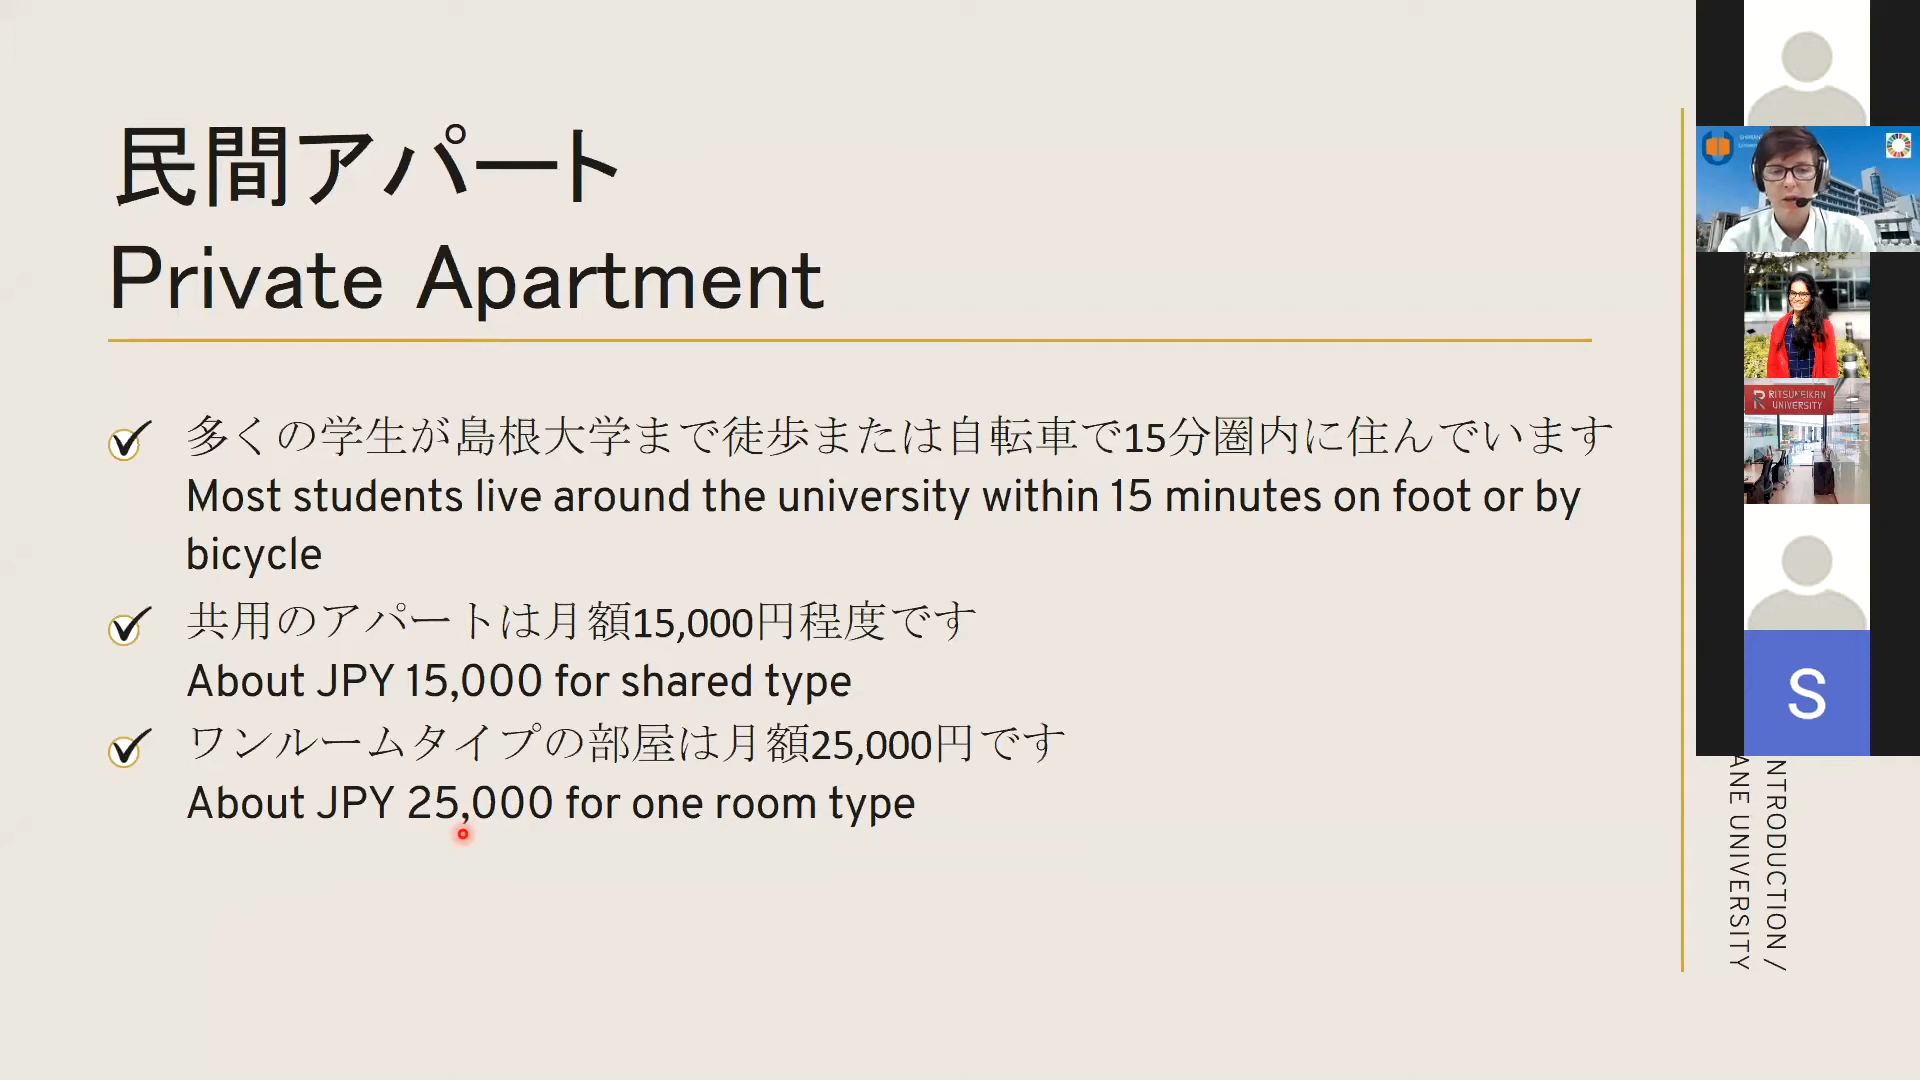 民間アパート
Private Apartment
多くの学生が島根大学まで徒歩または自転車で15分圏内に住んでいます
Most students live around the university within 15 minutes on foot or by
bicycle
共用のアパートは月額15,000円程度です
About JPY 15,000 for shared type
ワンルームタイプの部屋は月額25,000円です
About JPY 25,000 for one room type
RITSUMEIKAN
UNIVERSITY
S
NTRODUCTION /
ANE UNIVERSITY